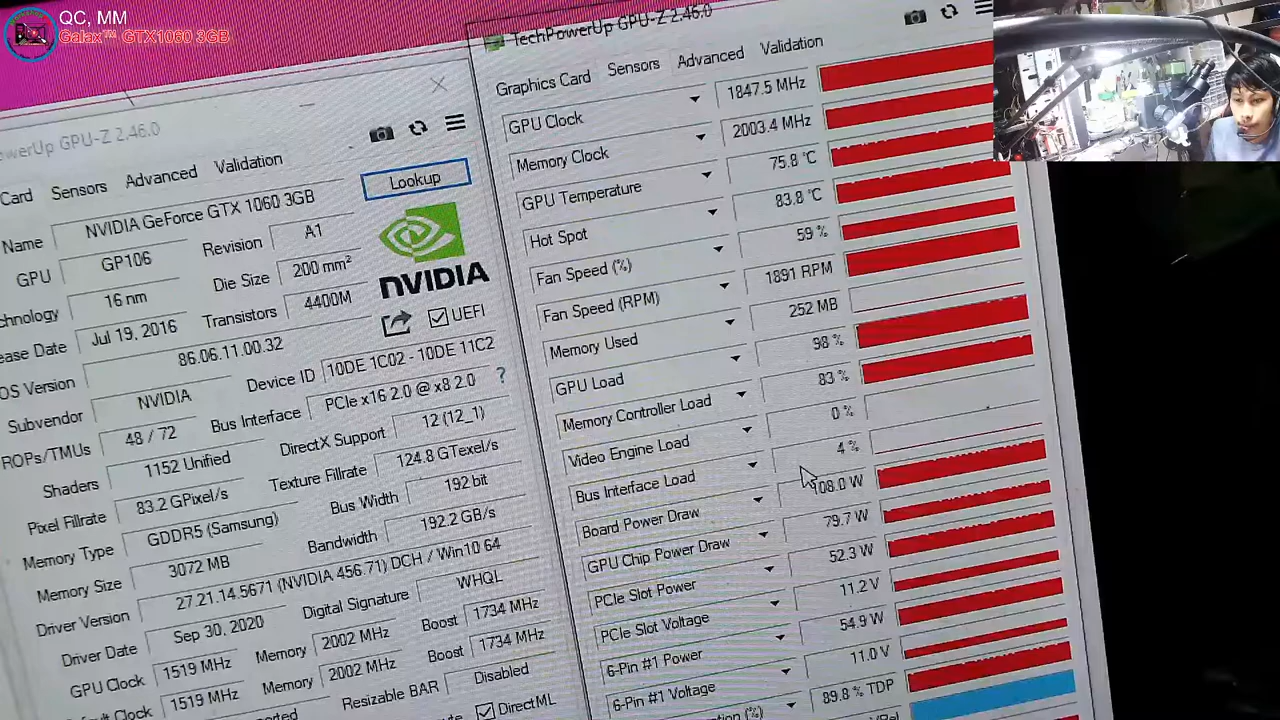 QC, MM
Galax™ GTX1060 3GB
werUp GPU-Z 2.46.0
Card Sensors Advanced Validation
Lookup
Name NVIDIA GeForce GTX 1060 3GB
GPU GP106 Revision A1
hnology 16 nm Die Size 200 mm²
ease Date Jul 19, 2016 Transistors 4400M
NVIDIA
OS Version 86.06.11.00.32 UEFI
Subvendor NVIDIA Device ID 10DE 1C02 - 10DE 11C2
ROPs/TMUs 48 / 72 Bus Interface PCIe x16 2.0 @ x8 2.0 ?
Shaders 1152 Unified DirectX Support 12 (12_1)
Pixel Fillrate 83.2 GPixel/s Texture Fillrate 124.8 GTexel/s
Memory Type GDDR5 (Samsung) Bus Width 192 bit
Memory Size 3072 MB Bandwidth 192.2 GB/s
Driver Version 27.21.14.5671 (NVIDIA 456.71) DCH / Win10 64
Driver Date Sep 30, 2020 Digital Signature WHQL
GPU Clock 1519 MHz Memory 2002 MHz Boost 1734 MHz
Clock 1519 MHz Memory 2002 MHz Boost 1734 MHz
Resizable BAR Disabled
DirectML
TechPowerUp GPU-Z 2.46.0
Graphics Card Sensors Advanced Validation
GPU Clock 1847.5 MHz
Memory Clock 2003.4 MHz
GPU Temperature 75.8 °C
Hot Spot 83.8 °C
Fan Speed (%) 59 %
Fan Speed (RPM) 1891 RPM
Memory Used 252 MB
GPU Load 98 %
Memory Controller Load 83 %
Video Engine Load 0 %
Bus Interface Load 4 %
Board Power Draw 08.0 W
GPU Chip Power Draw 79.7 W
PCIe Slot Power 52.3 W
PCIe Slot Voltage 11.2 V
6-Pin #1 Power 54.9 W
6-Pin #1 Voltage 11.0 V
(%) 89.8 % TDP